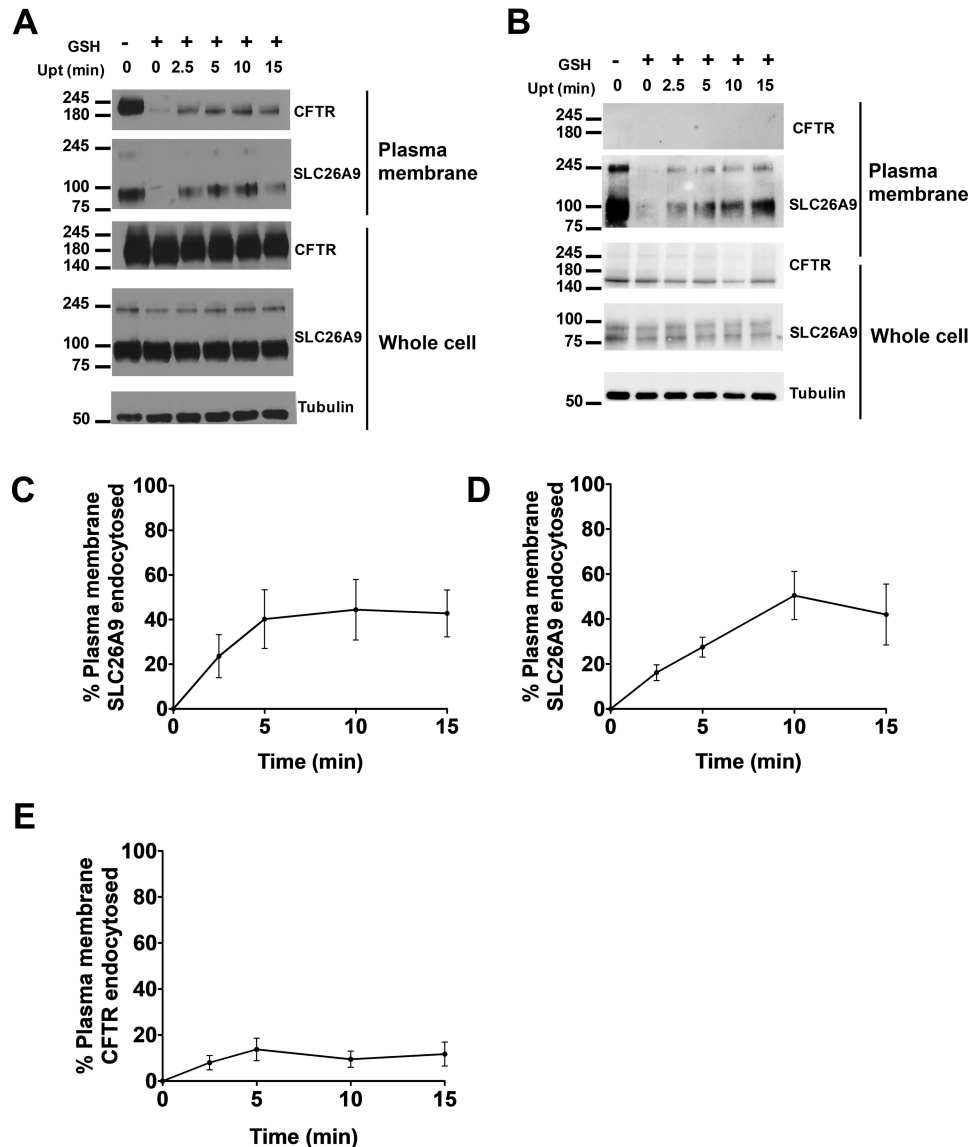 A
GSH - + + + + +
Upt (min) 0 0 2.5 5 10 15
245
180
CFTR
245
100
75
SLC26A9
Plasma
membrane
245
180
140
CFTR
245
100
75
SLC26A9
50
Tubulin
Whole cell
B
GSH - + + + + +
Upt (min) 0 0 2.5 5 10 15
245
180
CFTR
245
100
75
SLC26A9
Plasma
membrane
245
180
140
CFTR
100
75
SLC26A9
50
Tubulin
Whole cell
C
% Plasma membrane
SLC26A9 endocytosed
100
80
60
40
20
0
0 5 10 15
Time (min)
D
% Plasma membrane
SLC26A9 endocytosed
100
80
60
40
20
0
0 5 10 15
Time (min)
E
% Plasma membrane
CFTR endocytosed
100
80
60
40
20
0
0 5 10 15
Time (min)